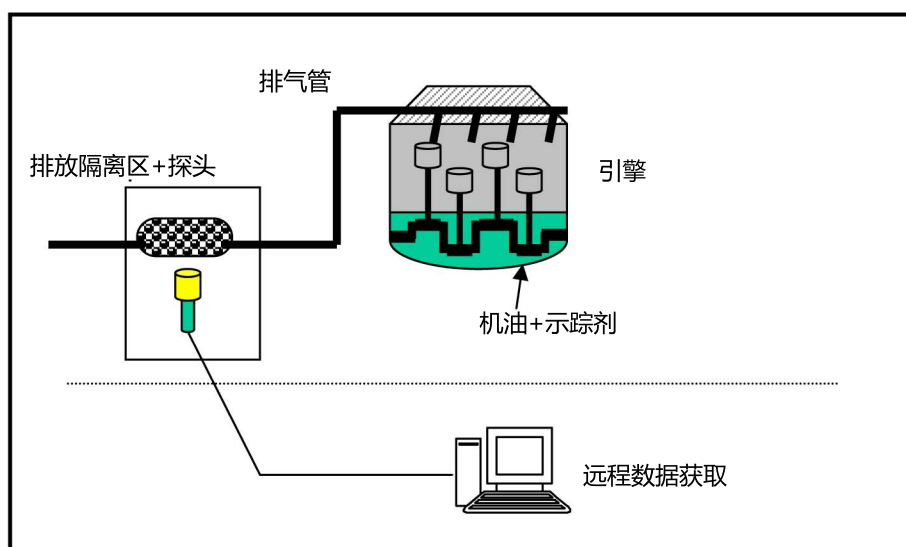 排气管
排放隔离区+探头
引擎
机油+示踪剂
远程数据获取